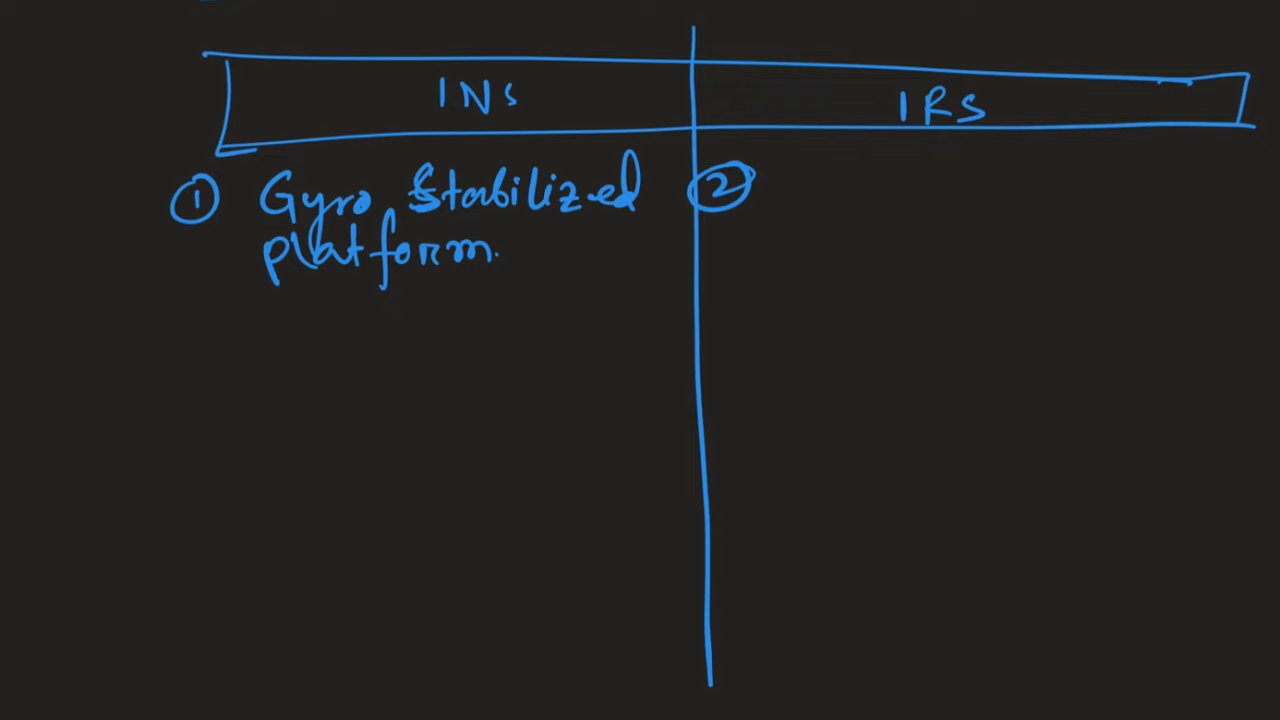 INS
IRS
① Gyro Stabilized
platform.
②